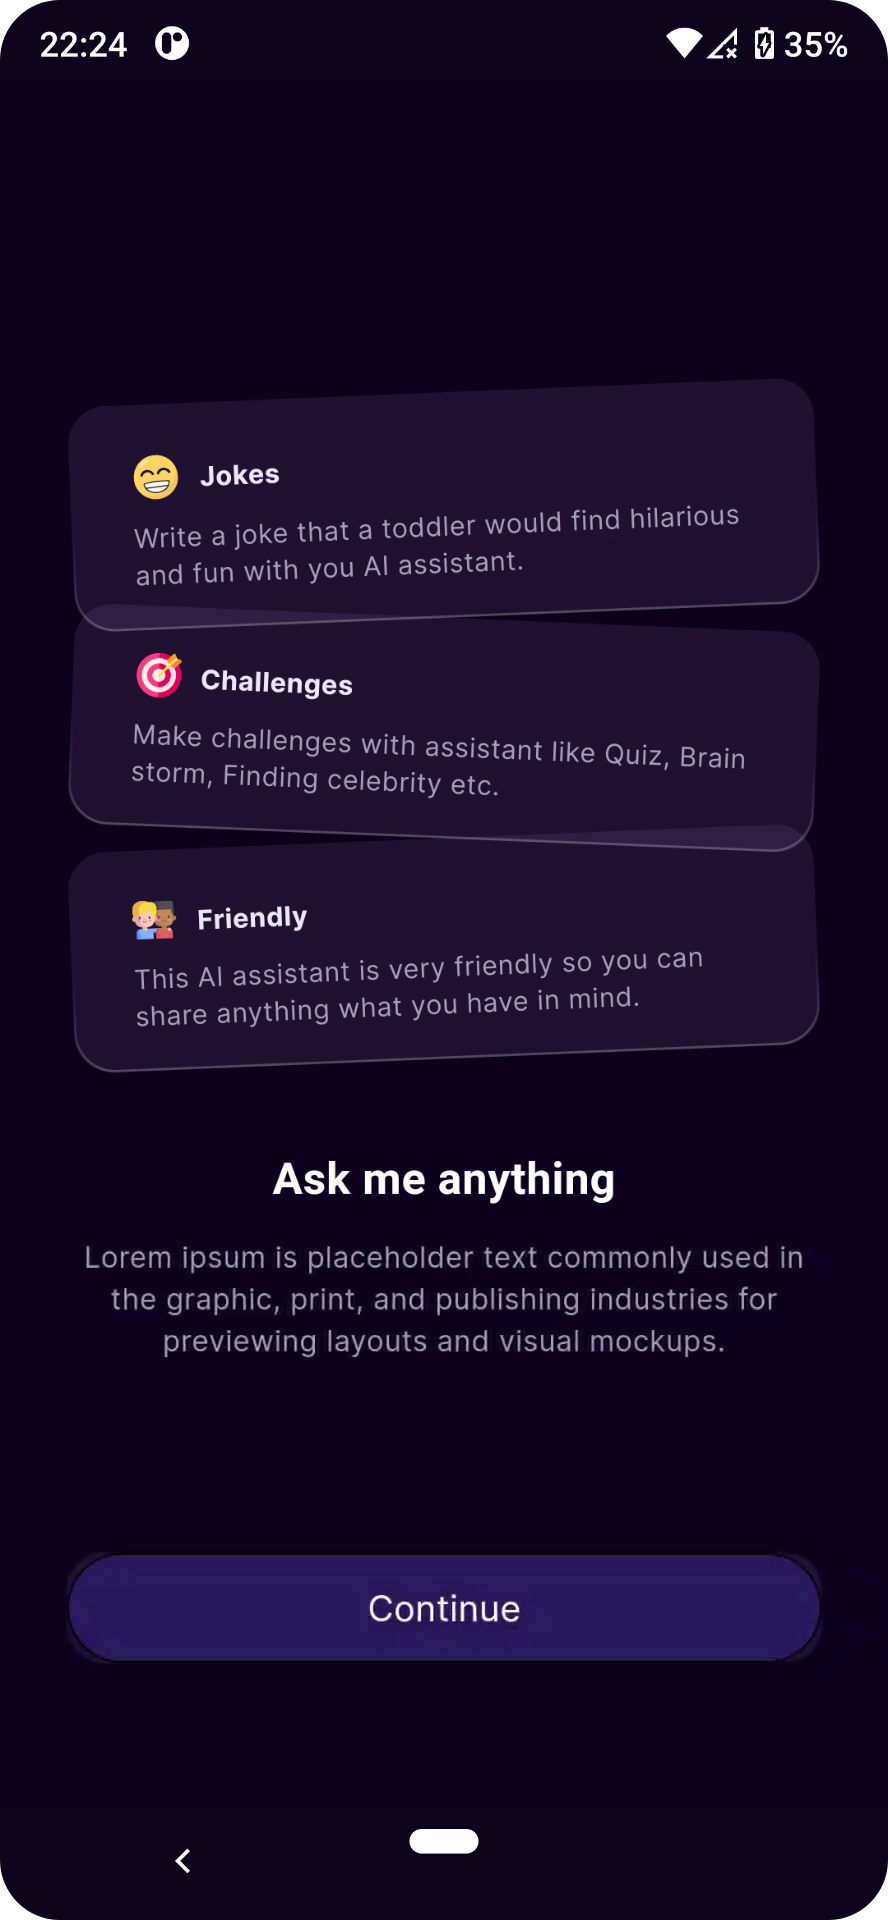 22:24
35%
Jokes
Write a joke that a toddler would find hilarious
and fun with you AI assistant.
Challenges
Make challenges with assistant like Quiz, Brain
storm, Finding celebrity etc.
Friendly
This AI assistant is very friendly so you can
share anything what you have in mind.
Ask me anything
Lorem ipsum is placeholder text commonly used in
the graphic, print, and publishing industries for
previewing layouts and visual mockups.
Continue